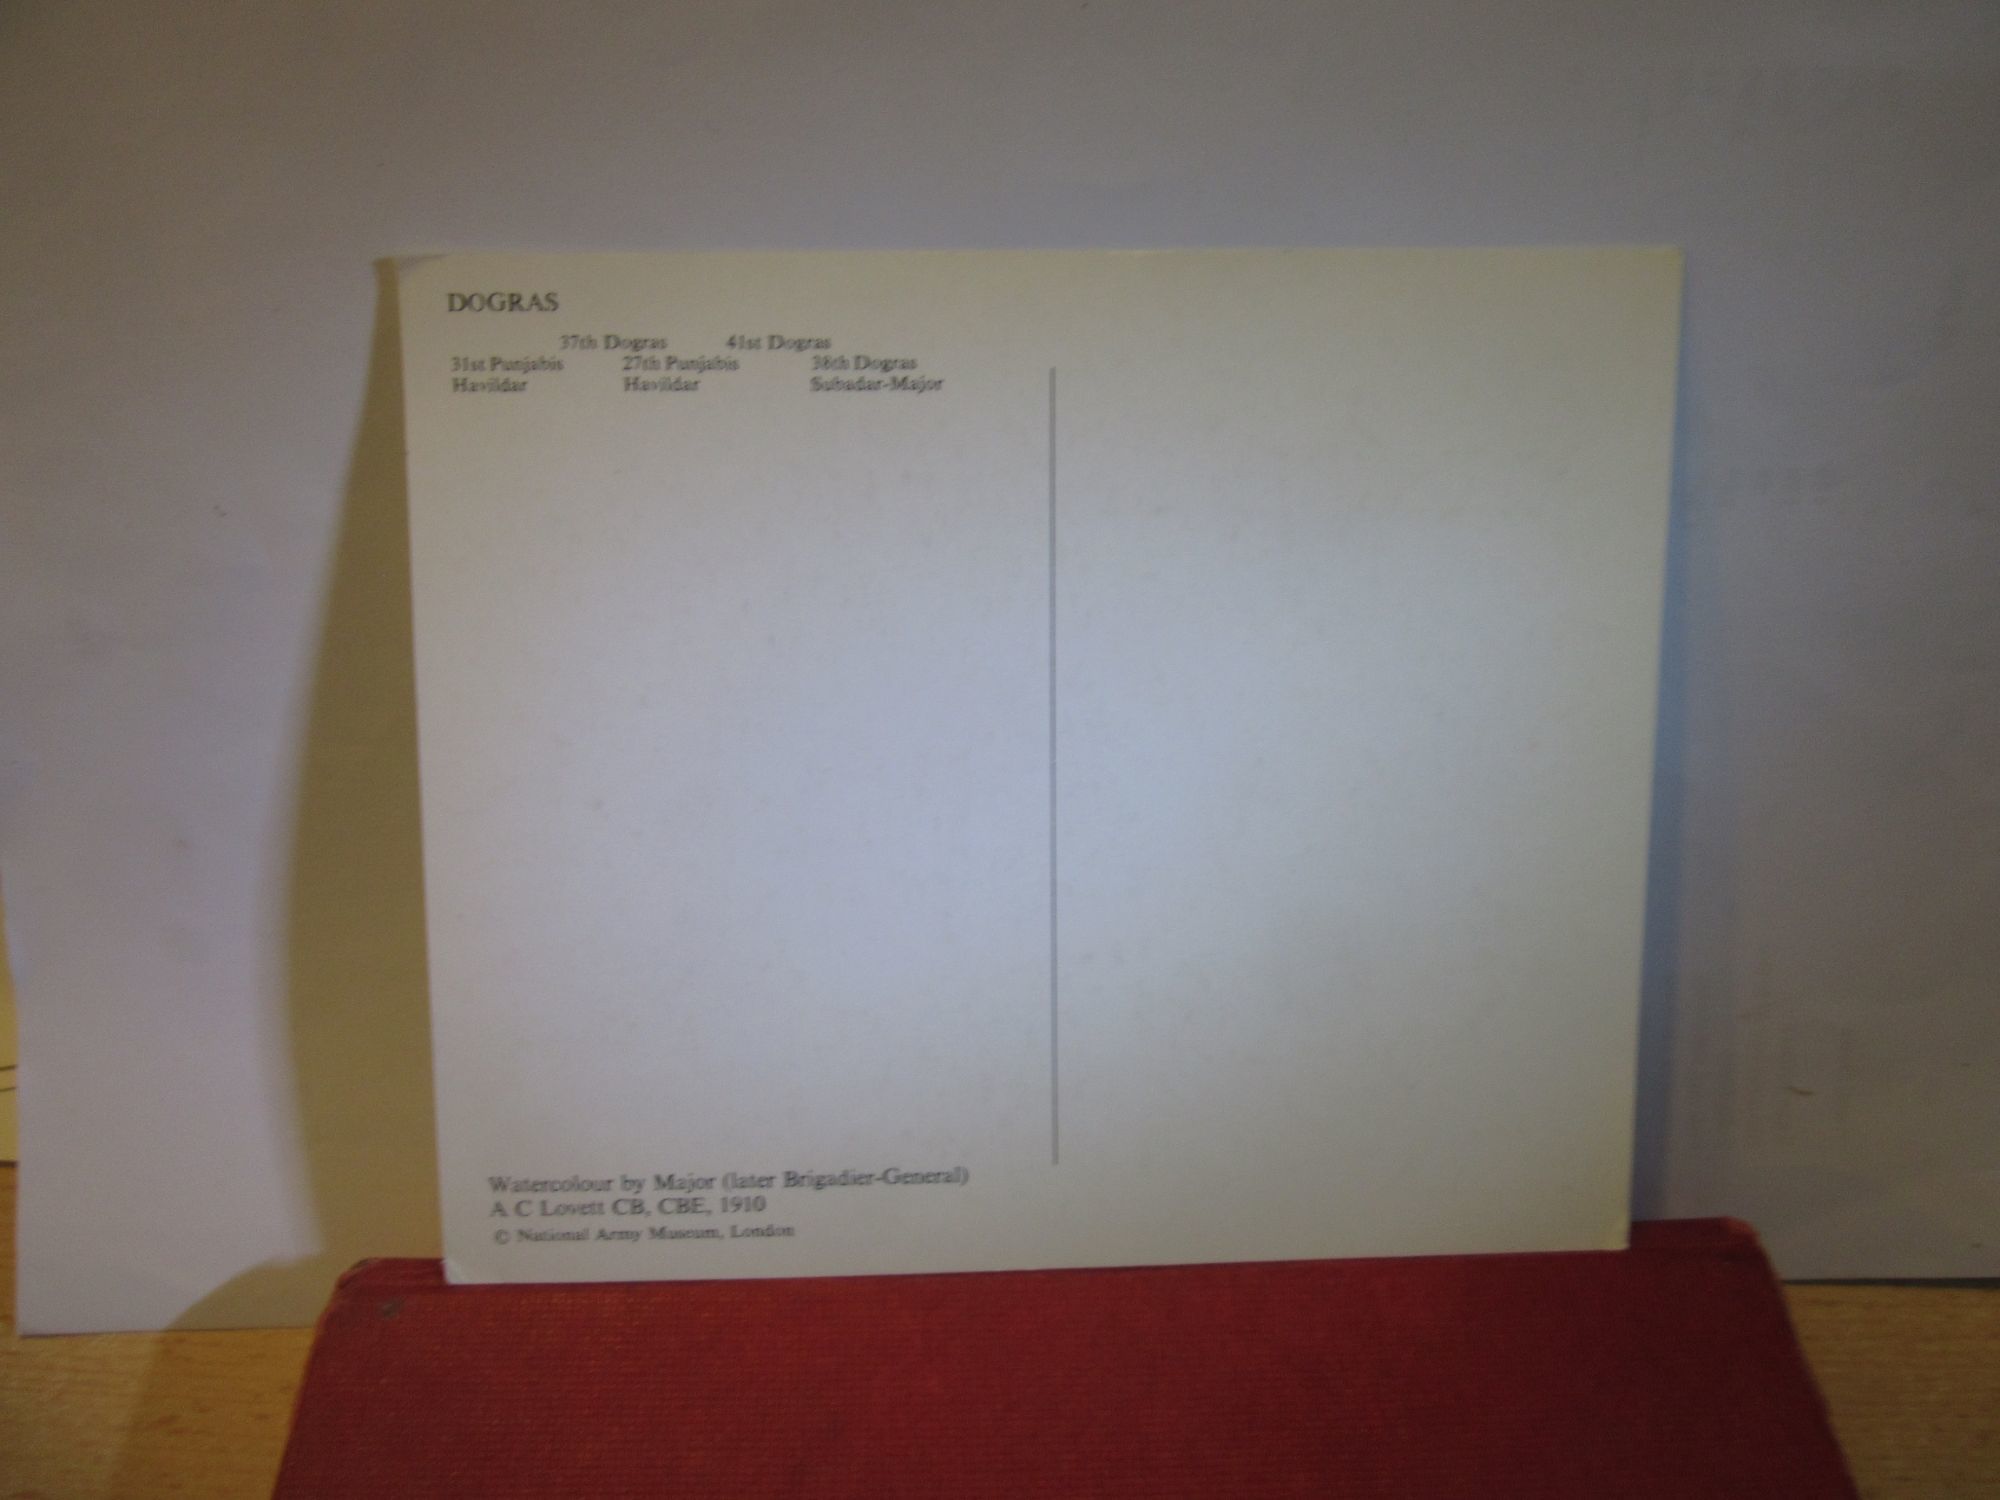 DOGRAS
37th Dogras 41st Dogras
31st Punjabis 27th Punjabis 38th Dogras
Havildar Havildar Subadar-Major
Watercolour by Major (later Brigadier-General)
A C Lovett CB, CBE, 1910
© National Army Museum, London